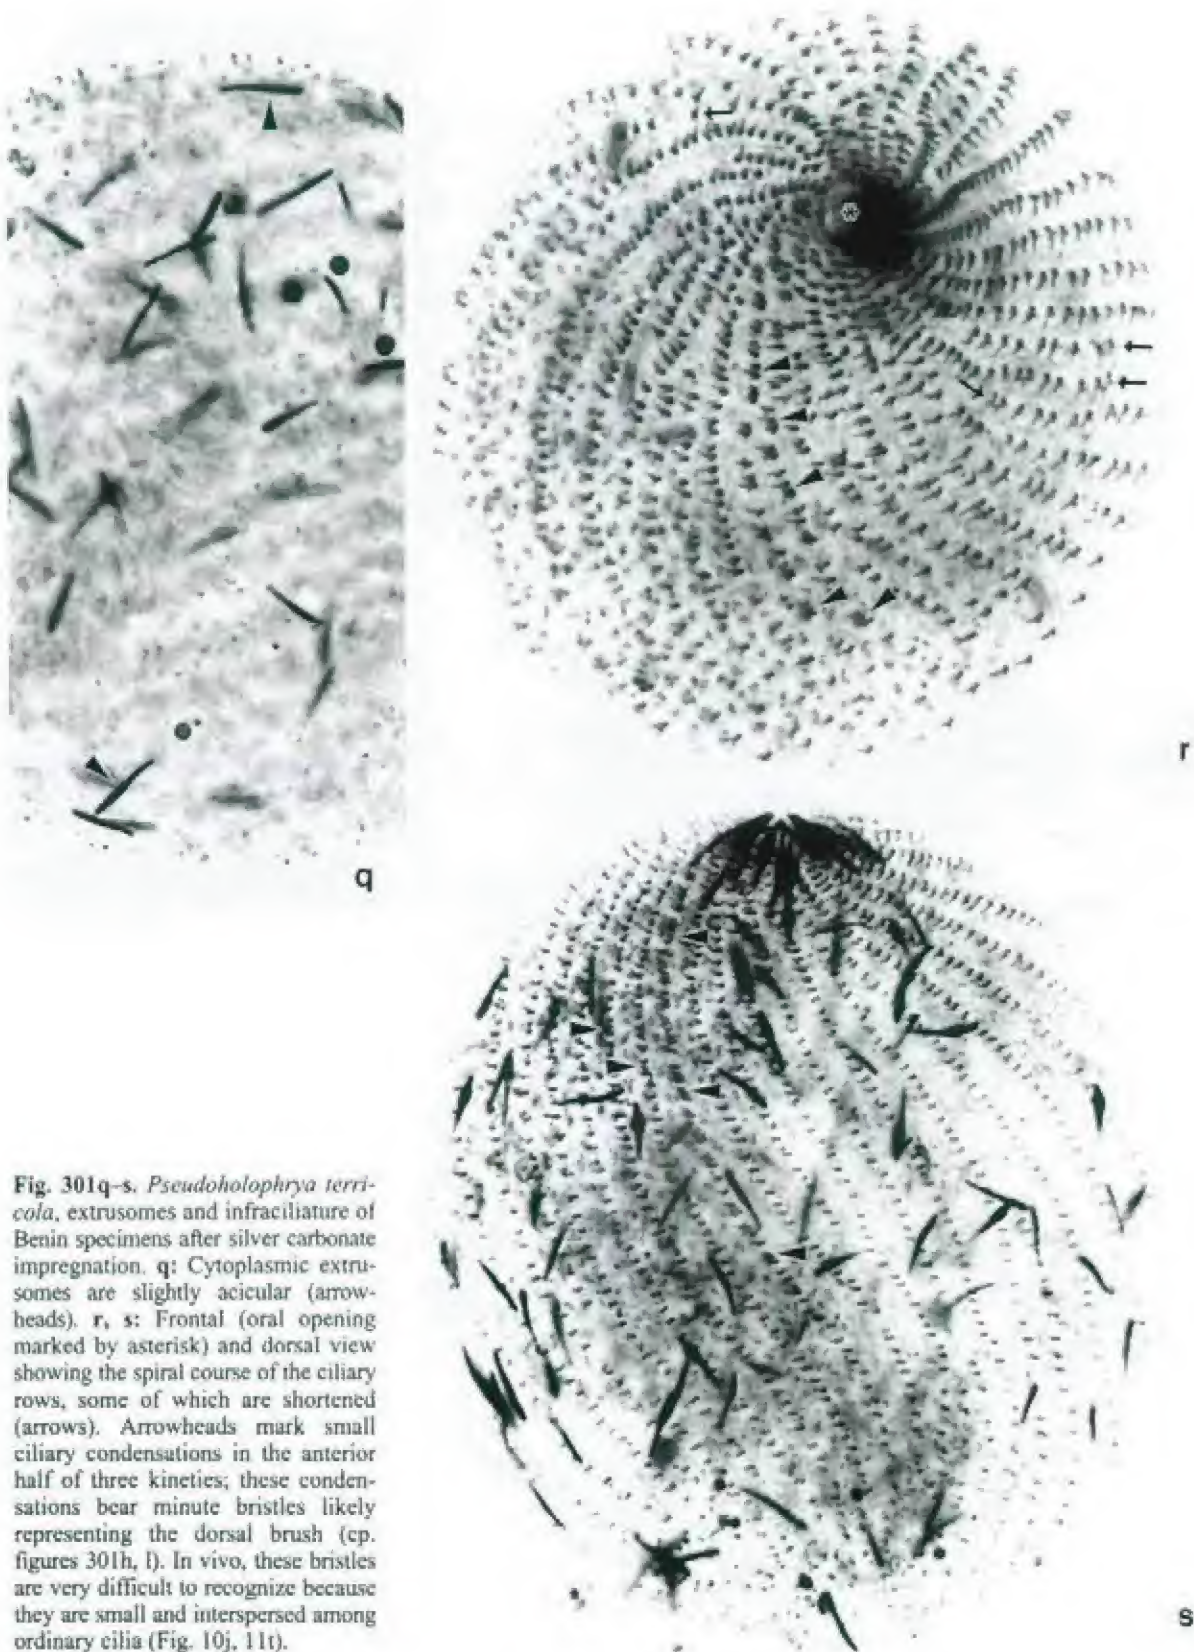 q
r
s
Fig. 301q–s. Pseudoholophrya terri-
cola, extrusomes and infraciliature of
Benin specimens after silver carbonate
impregnation. q: Cytoplasmic extru-
somes are slightly acicular (arrow-
heads). r, s: Frontal (oral opening
marked by asterisk) and dorsal view
showing the spiral course of the ciliary
rows, some of which are shortened
(arrows). Arrowheads mark small
ciliary condensations in the anterior
half of three kineties; these conden-
sations bear minute bristles likely
representing the dorsal brush (cp.
figures 301h, l). In vivo, these bristles
are very difficult to recognize because
they are small and interspersed among
ordinary cilia (Fig. 10j, 11t).